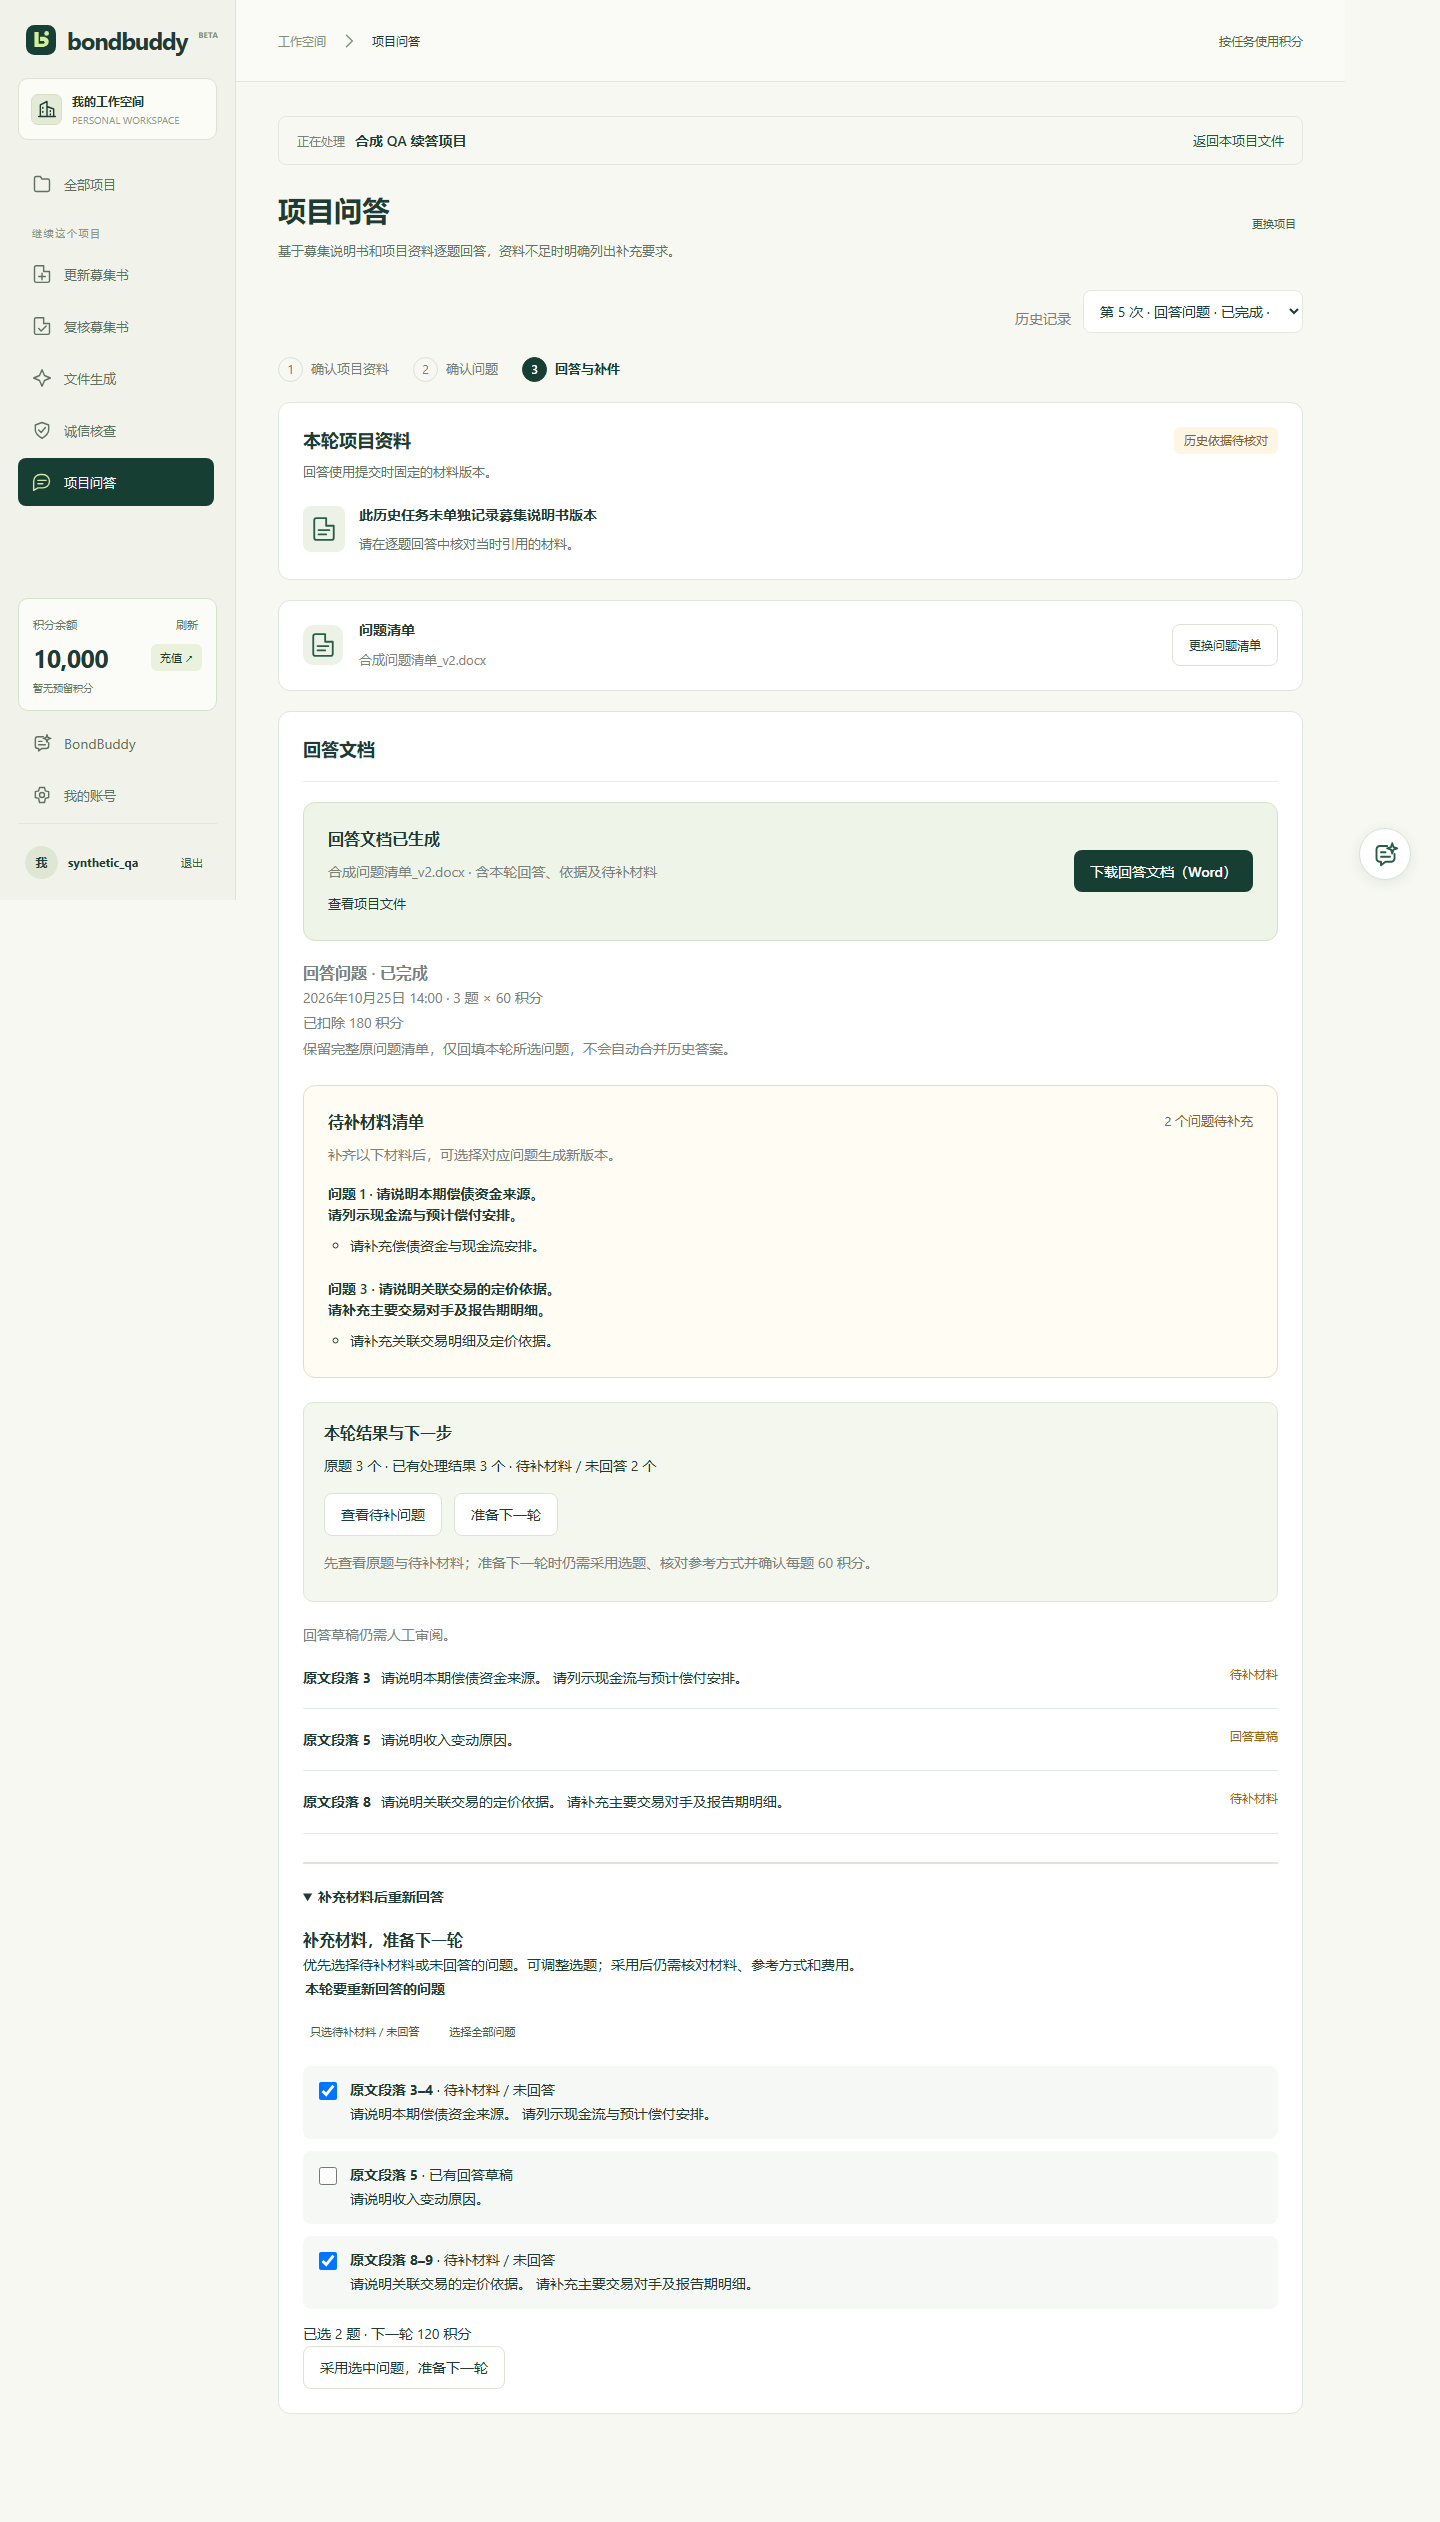 bondbuddy BETA
我的工作空间
PERSONAL WORKSPACE
全部项目
继续这个项目
更新募集书
复核募集书
文件生成
诚信核查
项目问答
积分余额 刷新
10,000 充值 ↗
暂无预留积分
BondBuddy
我的账号
我 synthetic_qa 退出
工作空间 > 项目问答 按任务使用积分
正在处理 合成 QA 续答项目 返回本项目文件
项目问答
更换项目
基于募集说明书和项目资料逐题回答，资料不足时明确列出补充要求。
历史记录 第 5 次 · 回答问题 · 已完成 ·
1 确认项目资料 2 确认问题 3 回答与补件
本轮项目资料 历史依据待核对
回答使用提交时固定的材料版本。
此历史任务未单独记录募集说明书版本
请在逐题回答中核对当时引用的材料。
问题清单
合成问题清单_v2.docx
更换问题清单
回答文档
回答文档已生成
合成问题清单_v2.docx · 含本轮回答、依据及待补材料
查看项目文件
下载回答文档（Word）
回答问题 · 已完成
2026年10月25日 14:00 · 3 题 × 60 积分
已扣除 180 积分
保留完整原问题清单，仅回填本轮所选问题，不会自动合并历史答案。
待补材料清单 2 个问题待补充
补齐以下材料后，可选择对应问题生成新版本。
问题 1 · 请说明本期偿债资金来源。
请列示现金流与预计偿付安排。
◦ 请补充偿债资金与现金流安排。
问题 3 · 请说明关联交易的定价依据。
请补充主要交易对手及报告期明细。
◦ 请补充关联交易明细及定价依据。
本轮结果与下一步
原题 3 个 · 已有处理结果 3 个 · 待补材料 / 未回答 2 个
查看待补问题 准备下一轮
先查看原题与待补材料；准备下一轮时仍需采用选题、核对参考方式并确认每题 60 积分。
回答草稿仍需人工审阅。
原文段落 3 请说明本期偿债资金来源。 请列示现金流与预计偿付安排。 待补材料
原文段落 5 请说明收入变动原因。 回答草稿
原文段落 8 请说明关联交易的定价依据。 请补充主要交易对手及报告期明细。 待补材料
▼ 补充材料后重新回答
补充材料，准备下一轮
优先选择待补材料或未回答的问题。可调整选题；采用后仍需核对材料、参考方式和费用。
本轮要重新回答的问题
只选待补材料 / 未回答 选择全部问题
原文段落 3–4 · 待补材料 / 未回答
请说明本期偿债资金来源。 请列示现金流与预计偿付安排。
原文段落 5 · 已有回答草稿
请说明收入变动原因。
原文段落 8–9 · 待补材料 / 未回答
请说明关联交易的定价依据。 请补充主要交易对手及报告期明细。
已选 2 题 · 下一轮 120 积分
采用选中问题，准备下一轮